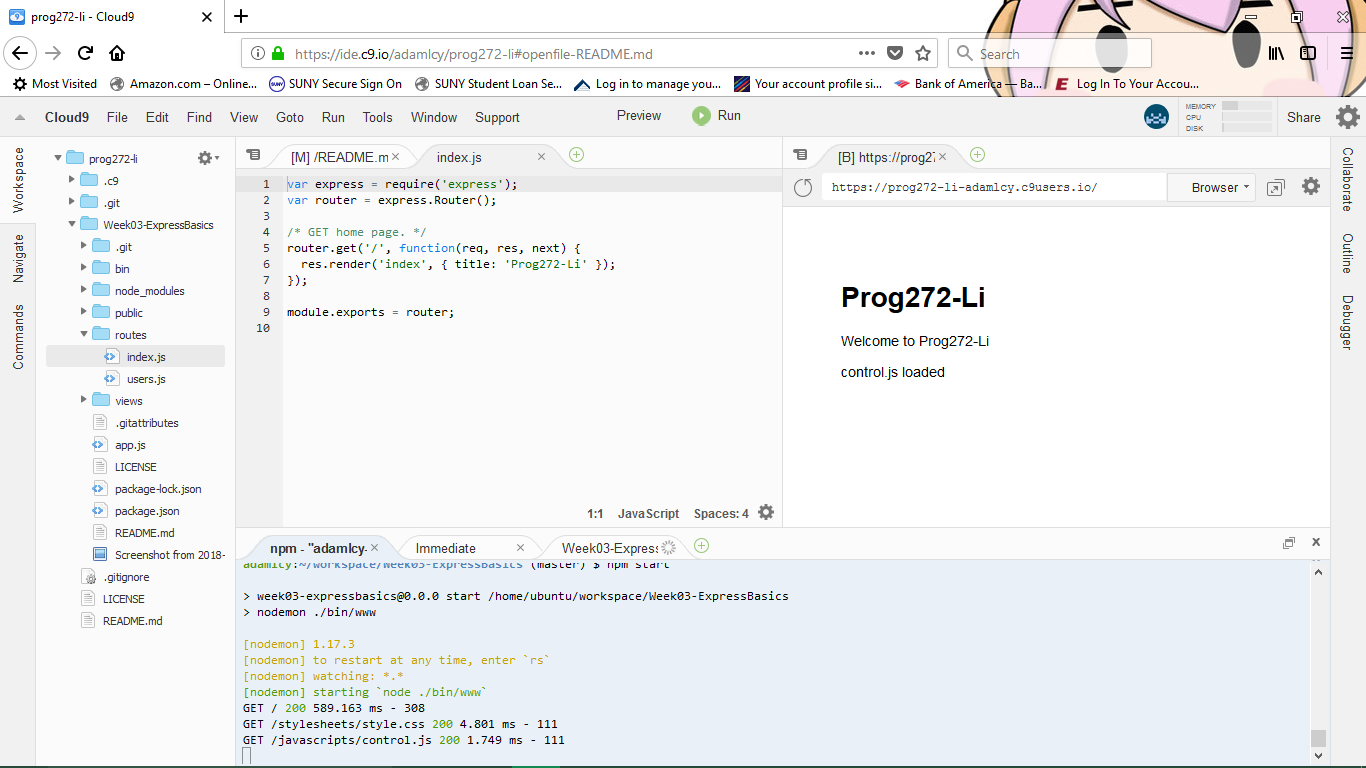 prog272-li - Cloud9
https://ide.c9.io/adamlcy/prog272-li#openfile-README.md
Search
Most Visited
Amazon.com – Online...
SUNY Secure Sign On
SUNY Student Loan Se...
Log in to manage you...
Your account profile si...
Bank of America — Ba...
Log In To Your Accou...
Cloud9 File Edit Find View Goto Run Tools Window Support Preview Run
MEMORY
CPU
DISK
Share
Workspace
Navigate
Commands
prog272-li
.c9
.git
Week03-ExpressBasics
.git
bin
node_modules
public
routes
index.js
users.js
views
.gitattributes
app.js
LICENSE
package-lock.json
package.json
README.md
Screenshot from 2018-
.gitignore
LICENSE
README.md
[M] /README.m
index.js
1 var express = require('express');
2 var router = express.Router();
3
4 /* GET home page. */
5 router.get('/', function(req, res, next) {
6 res.render('index', { title: 'Prog272-Li' });
7 });
8
9 module.exports = router;
10
1:1 JavaScript Spaces: 4
[B] https://prog27
https://prog272-li-adamlcy.c9users.io/
Browser
Prog272-Li
Welcome to Prog272-Li
control.js loaded
Collaborate
Outline
Debugger
npm - "adamlcy-
Immediate
Week03-Express
adamlcy:~/workspace/Week03-ExpressBasics (master) $ npm start
> week03-expressbasics@0.0.0 start /home/ubuntu/workspace/Week03-ExpressBasics
> nodemon ./bin/www
[nodemon] 1.17.3
[nodemon] to restart at any time, enter `rs`
[nodemon] watching: *.*
[nodemon] starting `node ./bin/www`
GET / 200 589.163 ms - 308
GET /stylesheets/style.css 200 4.801 ms - 111
GET /javascripts/control.js 200 1.749 ms - 111